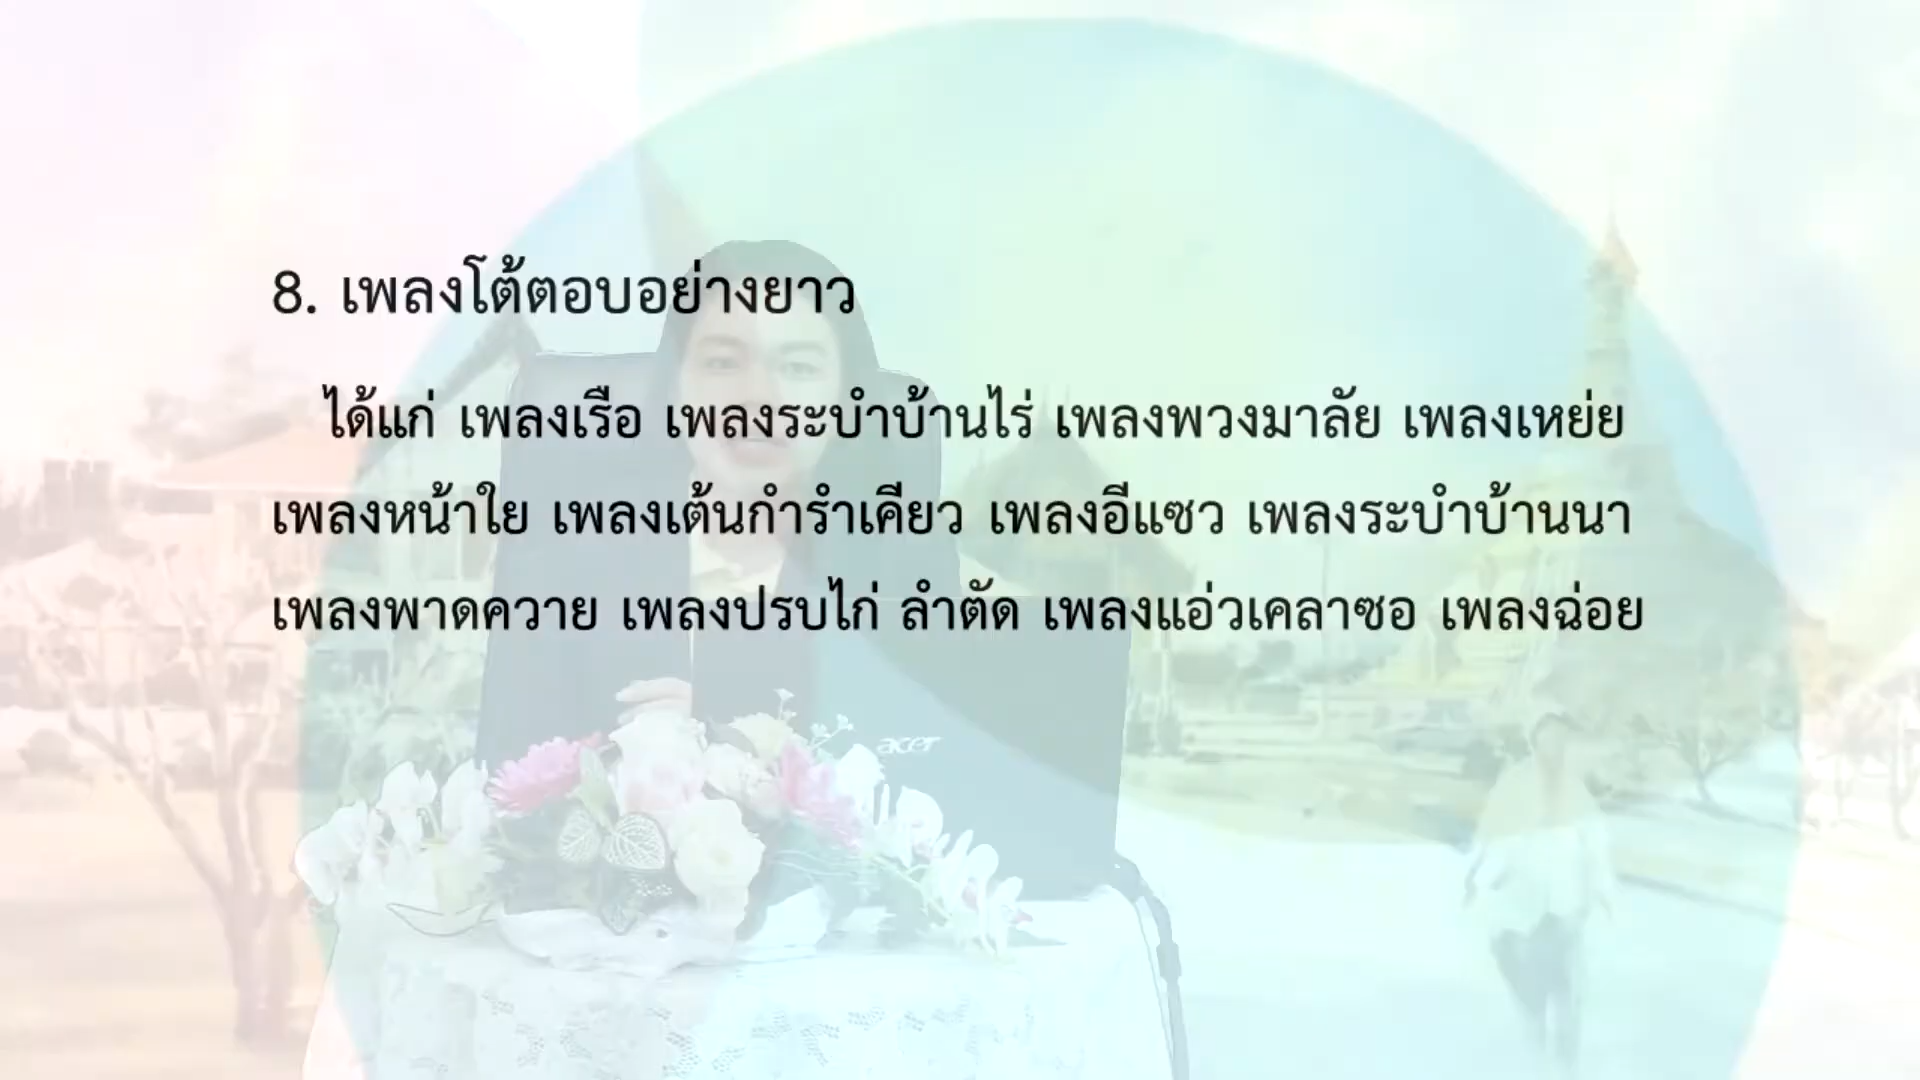 8. เพลงโต้ตอบอย่างยาว
ได้แก่ เพลงเรือ เพลงระบำบ้านไร่ เพลงพวงมาลัย เพลงเหย่ย
เพลงหน้าใย เพลงเต้นกำรำเคียว เพลงอีแซว เพลงระบำบ้านนา
เพลงพาดควาย เพลงปรบไก่ ลำตัด เพลงแอ่วเคลาซอ เพลงฉ่อย
acer